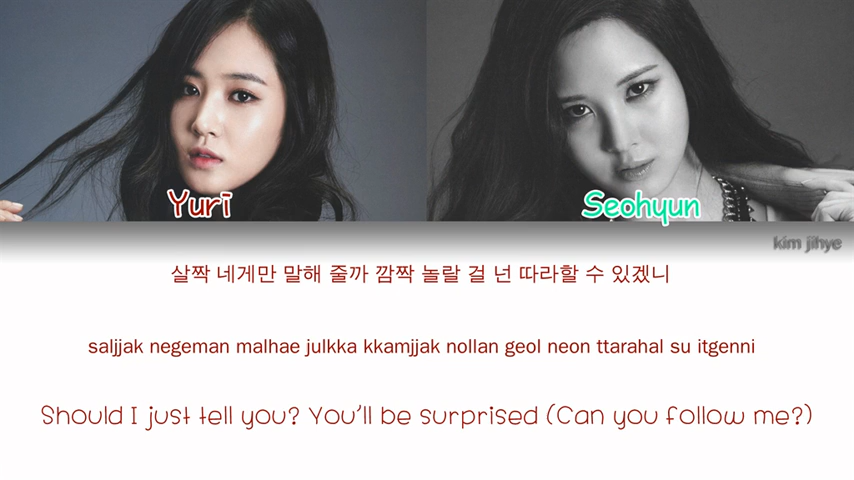 Yuri
Seohyun
kim jihye
살짝 네게만 말해 줄까 깜짝 놀랄 걸 넌 따라할 수 있겠니
saljjak negeman malhae julkka kkamjjak nollan geol neon ttarahal su itgenni
Should I just tell you? You'll be surprised (Can you follow me?)